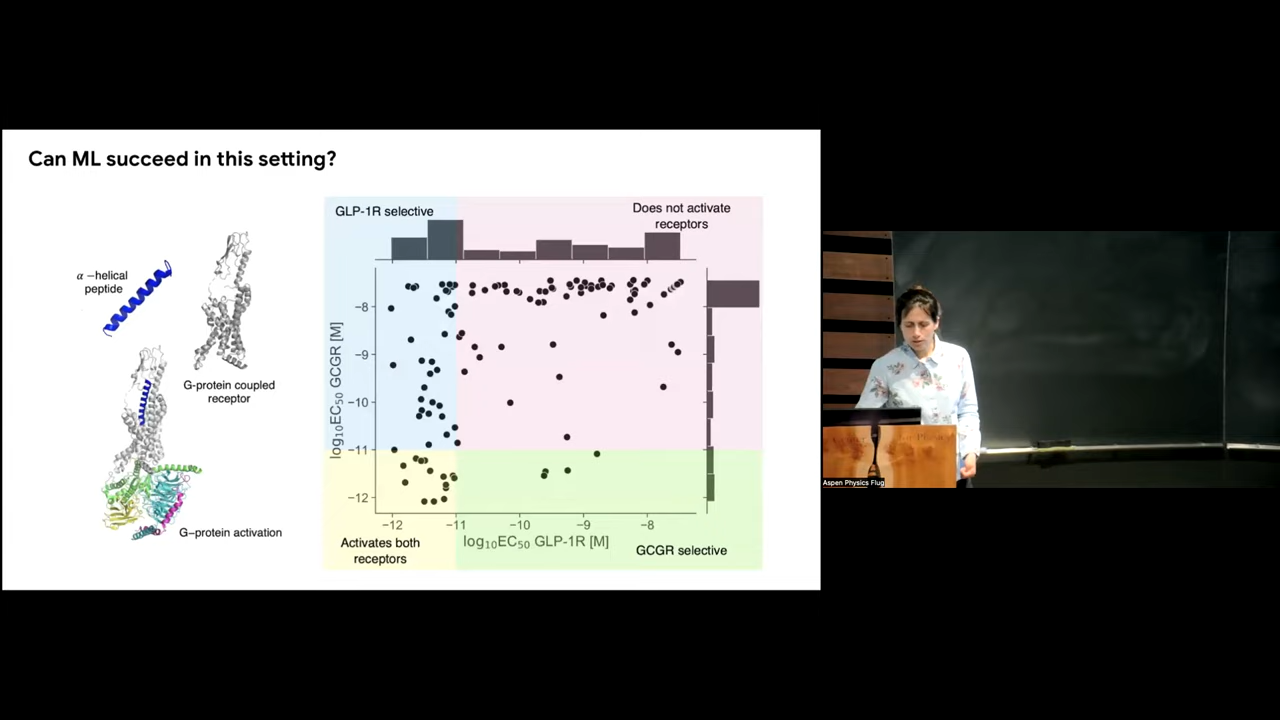 Can ML succeed in this setting?
α −helical
peptide
G-protein coupled
receptor
G−protein activation
GLP-1R selective
Does not activate
receptors
log₁₀EC₅₀ GCGR [M]
−8
−9
−10
−11
−12
−12
−11
−10
−9
−8
log₁₀EC₅₀ GLP-1R [M]
Activates both
receptors
GCGR selective
Aspen Physics Flug